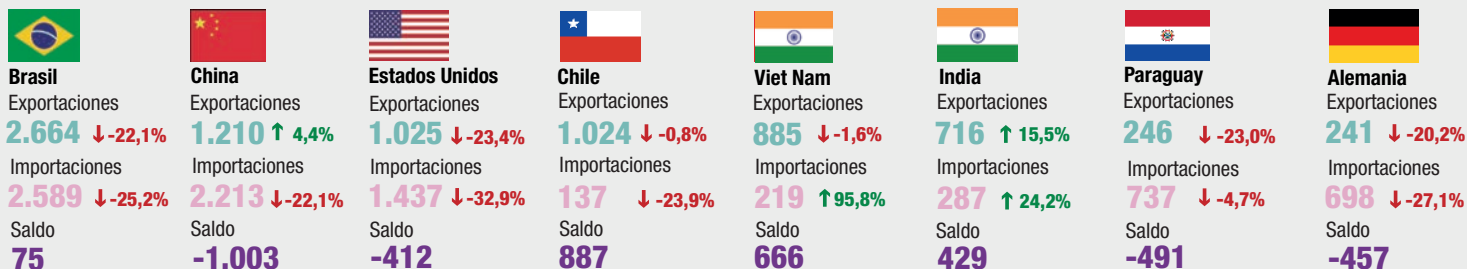 Brasil
Exportaciones
2.664 ↓-22,1%
Importaciones
2.589 ↓-25,2%
Saldo
75
China
Exportaciones
1.210 ↑ 4,4%
Importaciones
2.213 ↓-22,1%
Saldo
-1.003
Estados Unidos
Exportaciones
1.025 ↓-23,4%
Importaciones
1.437 ↓-32,9%
Saldo
-412
Chile
Exportaciones
1.024 ↓-0,8%
Importaciones
137 ↓-23,9%
Saldo
887
Viet Nam
Exportaciones
885 ↓-1,6%
Importaciones
219 ↑95,8%
Saldo
666
India
Exportaciones
716 ↑ 15,5%
Importaciones
287 ↑ 24,2%
Saldo
429
Paraguay
Exportaciones
246 ↓-23,0%
Importaciones
737 ↓-4,7%
Saldo
-491
Alemania
Exportaciones
241 ↓-20,2%
Importaciones
698 ↓-27,1%
Saldo
-457